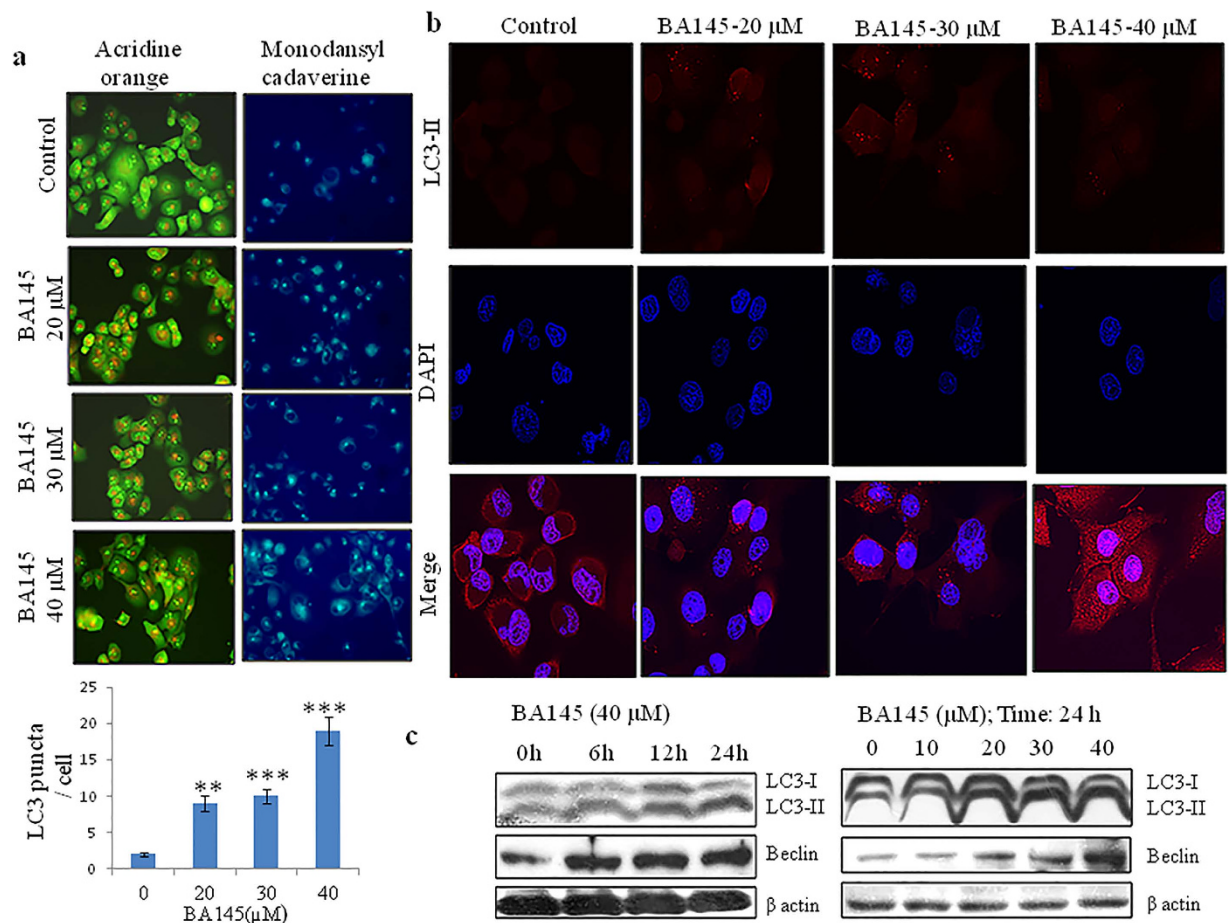 a
Acridine
orange
Monodansyl
cadaverine
Control
BA145
20 µM
BA145
30 µM
BA145
40 µM
LC3 puncta
/ cell
25
20
15
10
5
0
**
***
***
0
20
30
40
BA145(µM)
b
Control
BA145-20 µM
BA145-30 µM
BA145-40 µM
LC3-II
DAPI
Merge
c
BA145 (40 µM)
0h
6h
12h
24h
LC3-I
LC3-II
Beclin
β actin
BA145 (µM); Time: 24 h
0
10
20
30
40
LC3-I
LC3-II
Beclin
β actin